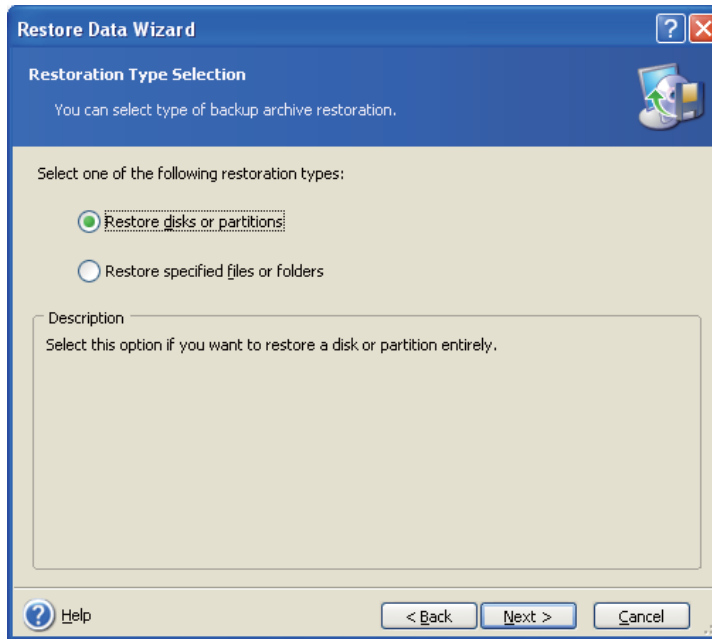 Restore Data Wizard
Restoration Type Selection
You can select type of backup archive restoration.
Select one of the following restoration types:
Restore disks or partitions
Restore specified files or folders
Description
Select this option if you want to restore a disk or partition entirely.
Help
< Back
Next >
Cancel